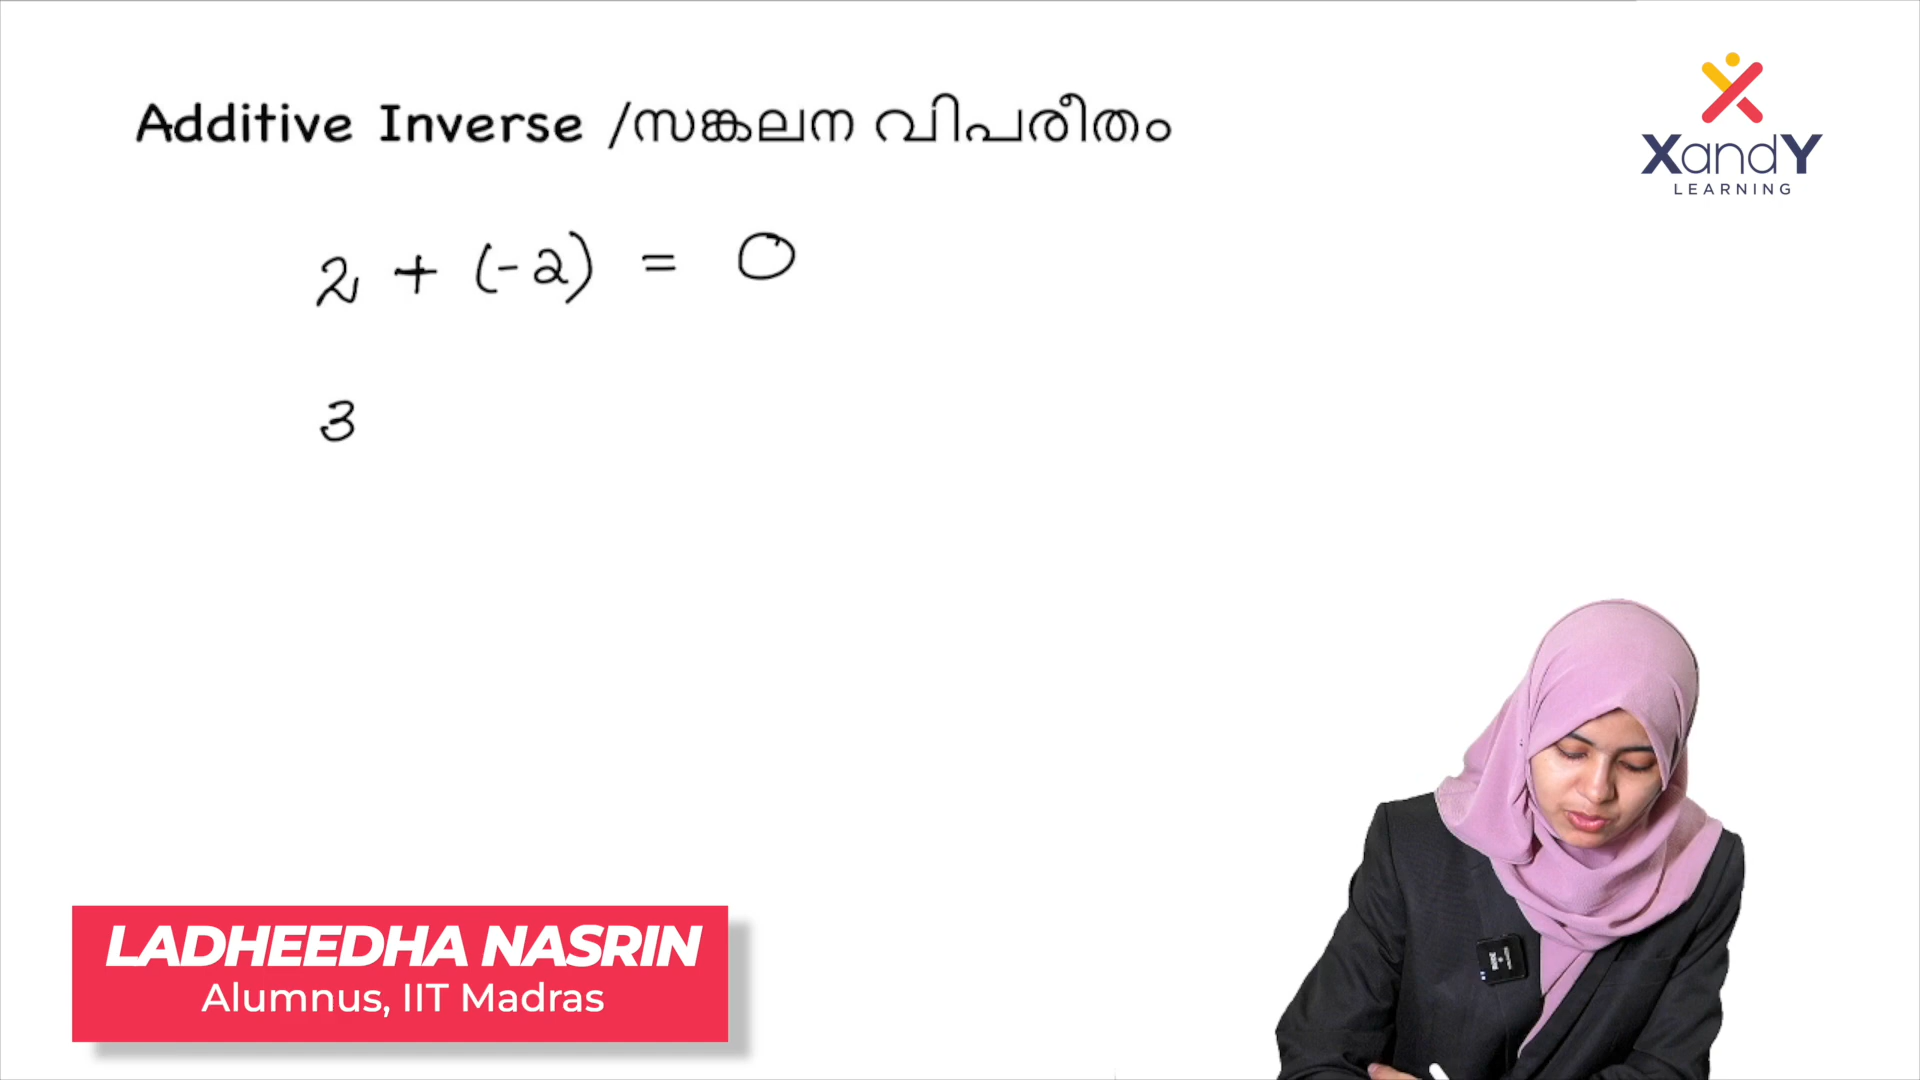 Additive Inverse /സങ്കലന വിപരീതം
XandY
LEARNING
2 + (-2) = 0
3
LADHEEDHA NASRIN
Alumnus, IIT Madras